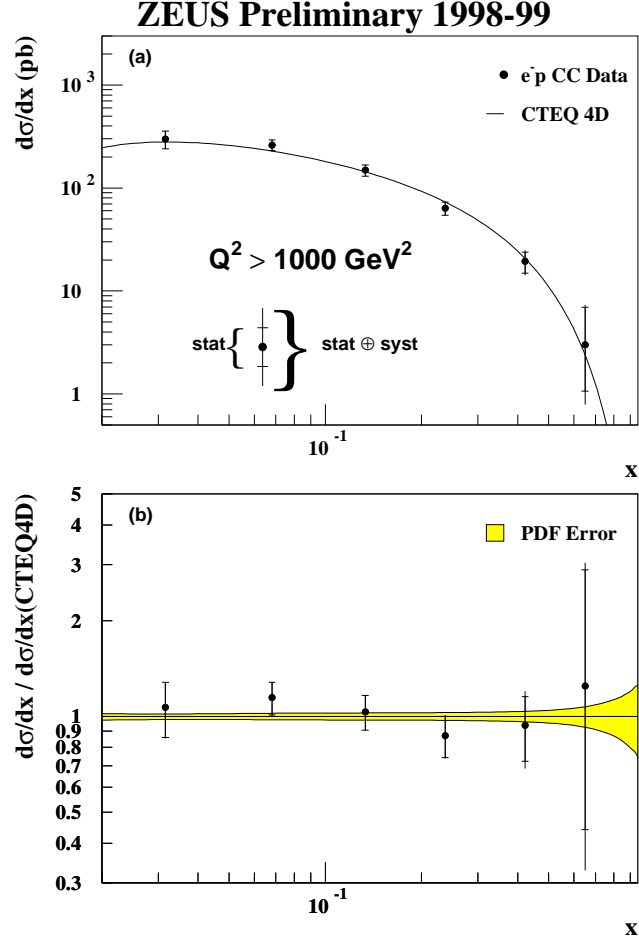 ZEUS Preliminary 1998-99
(a)
dσ/dx (pb)
e⁻p CC Data
CTEQ 4D
10³
10²
10
1
Q² > 1000 GeV²
stat { } stat ⊕ syst
10⁻¹
x
(b)
dσ/dx / dσ/dx(CTEQ4D)
PDF Error
5
4
3
2
1
0.9
0.8
0.7
0.6
0.5
0.4
0.3
10⁻¹
x